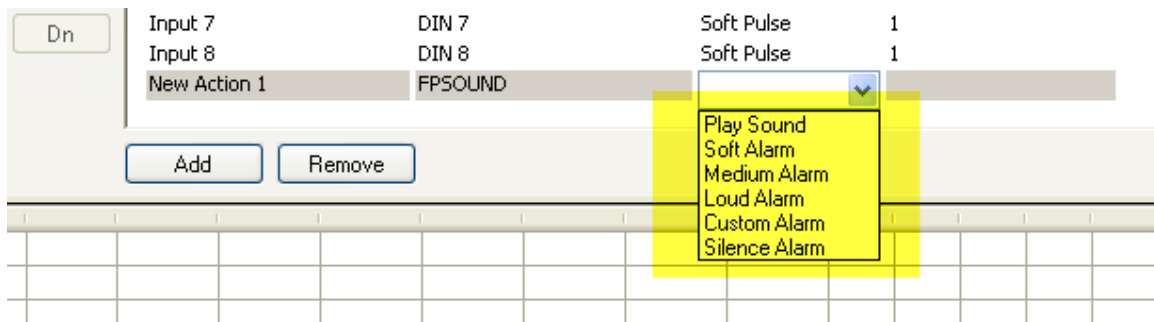 Dn
Input 7 DIN 7 Soft Pulse 1
Input 8 DIN 8 Soft Pulse 1
New Action 1 FPSOUND
Play Sound
Soft Alarm
Medium Alarm
Loud Alarm
Custom Alarm
Silence Alarm
Add Remove